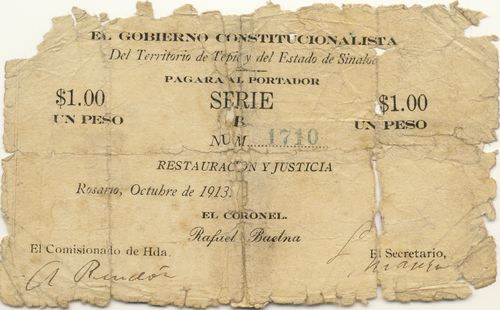 EL GOBIERNO CONSTITUCIONALISTA
Del Territorio de Tepic y del Estado de Sinaloa
PAGARA AL PORTADOR
$1.00 SERIE $1.00
UN PESO B UN PESO
NUM. 1710
RESTAURACION Y JUSTICIA
Rosario, Octubre de 1913.
EL CORONEL.
Rafael Buelna
El Comisionado de Hda. El Secretario,
A Rendón